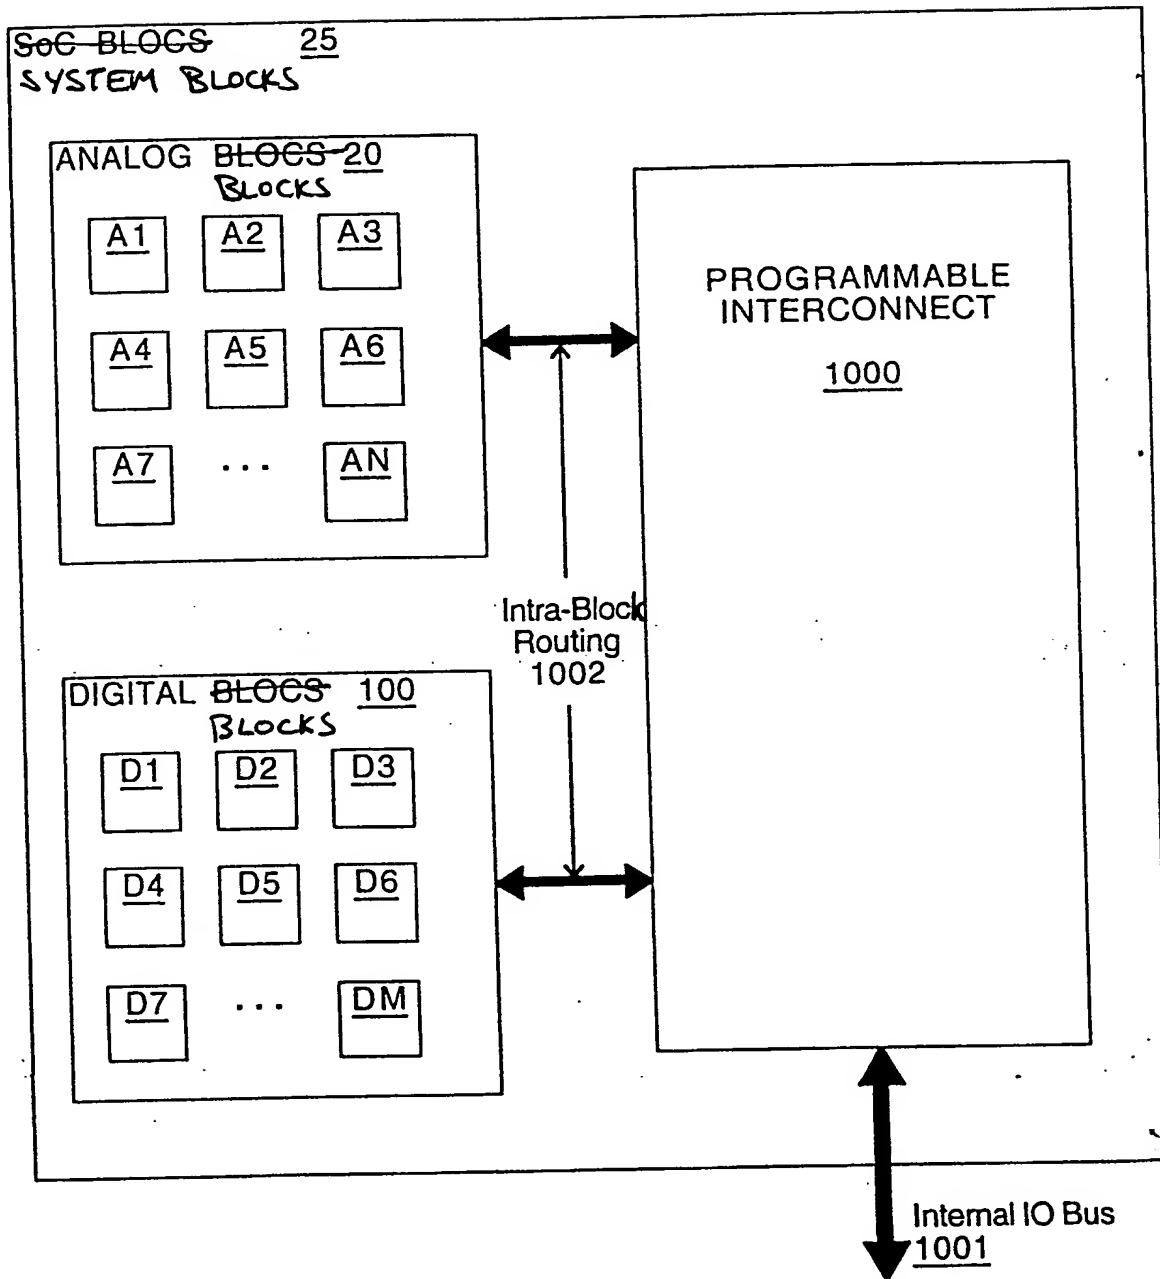 SoC BLOCS 25
SYSTEM BLOCKS
ANALOG BLOCS 20
BLOCKS
A1 A2 A3
A4 A5 A6
A7 ... AN
PROGRAMMABLE
INTERCONNECT
1000
Intra-Block
Routing
1002
DIGITAL BLOCS 100
BLOCKS
D1 D2 D3
D4 D5 D6
D7 ... DM
Internal IO Bus
1001